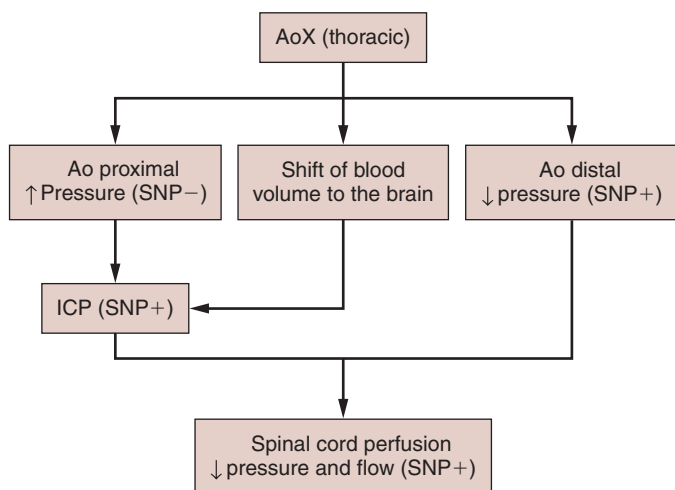 AoX (thoracic)
Ao proximal
↑Pressure (SNP−)
Shift of blood
volume to the brain
Ao distal
↓pressure (SNP+)
ICP (SNP+)
Spinal cord perfusion
↓pressure and flow (SNP+)